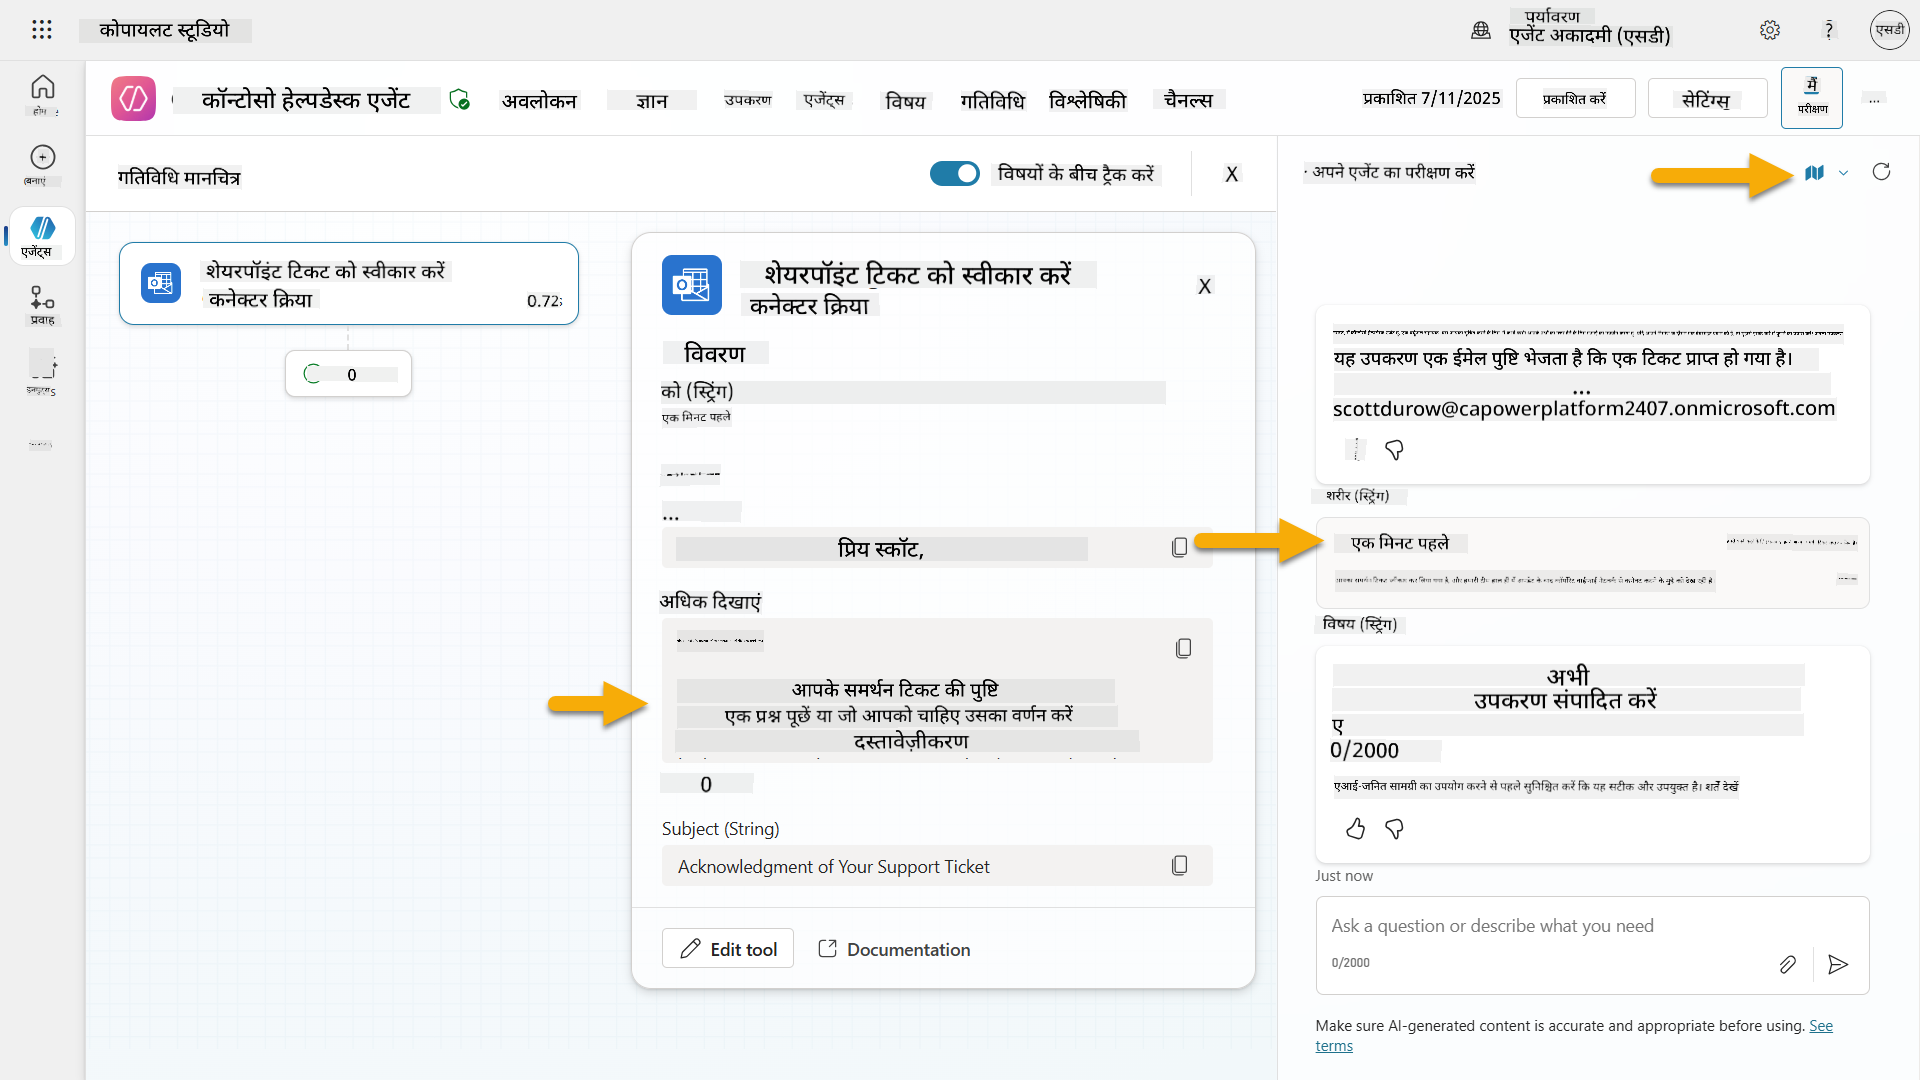 कोपायलट स्टूडियो
पर्यावरण
एजेंट अकादमी (एसडी)
?
एसडी
होम
कॉन्टोसो हेल्पडेस्क एजेंट
अवलोकन
ज्ञान
उपकरण
एजेंट्स
विषय
गतिविधि
विश्लेषिकी
चैनल्स
प्रकाशित 7/11/2025
प्रकाशित करें
सेटिंग्स
में
परीक्षण
...
बनाएं
एजेंट्स
प्रवाह
गतिविधि मानचित्र
विषयों के बीच ट्रैक करें
X
अपने एजेंट का परीक्षण करें
शेयरपॉइंट टिकट को स्वीकार करें
कनेक्टर क्रिया
0.72s
0
शेयरपॉइंट टिकट को स्वीकार करें
कनेक्टर क्रिया
X
विवरण
को (स्ट्रिंग)
एक मिनट पहले
...
प्रिय स्कॉट,
अधिक दिखाएं
आपके समर्थन टिकट की पुष्टि
एक प्रश्न पूछें या जो आपको चाहिए उसका वर्णन करें
दस्तावेज़ीकरण
0
Subject (String)
Acknowledgment of Your Support Ticket
Edit tool
Documentation
यह उपकरण एक ईमेल पुष्टि भेजता है कि एक टिकट प्राप्त हो गया है।
...
scottdurow@capowerplatform2407.onmicrosoft.com
शरीर (स्ट्रिंग)
एक मिनट पहले
विषय (स्ट्रिंग)
अभी
उपकरण संपादित करें
ए
0/2000
एआई-जनित सामग्री का उपयोग करने से पहले सुनिश्चित करें कि यह सटीक और उपयुक्त है। शर्तें देखें
Just now
Ask a question or describe what you need
0/2000
Make sure AI-generated content is accurate and appropriate before using. See
terms